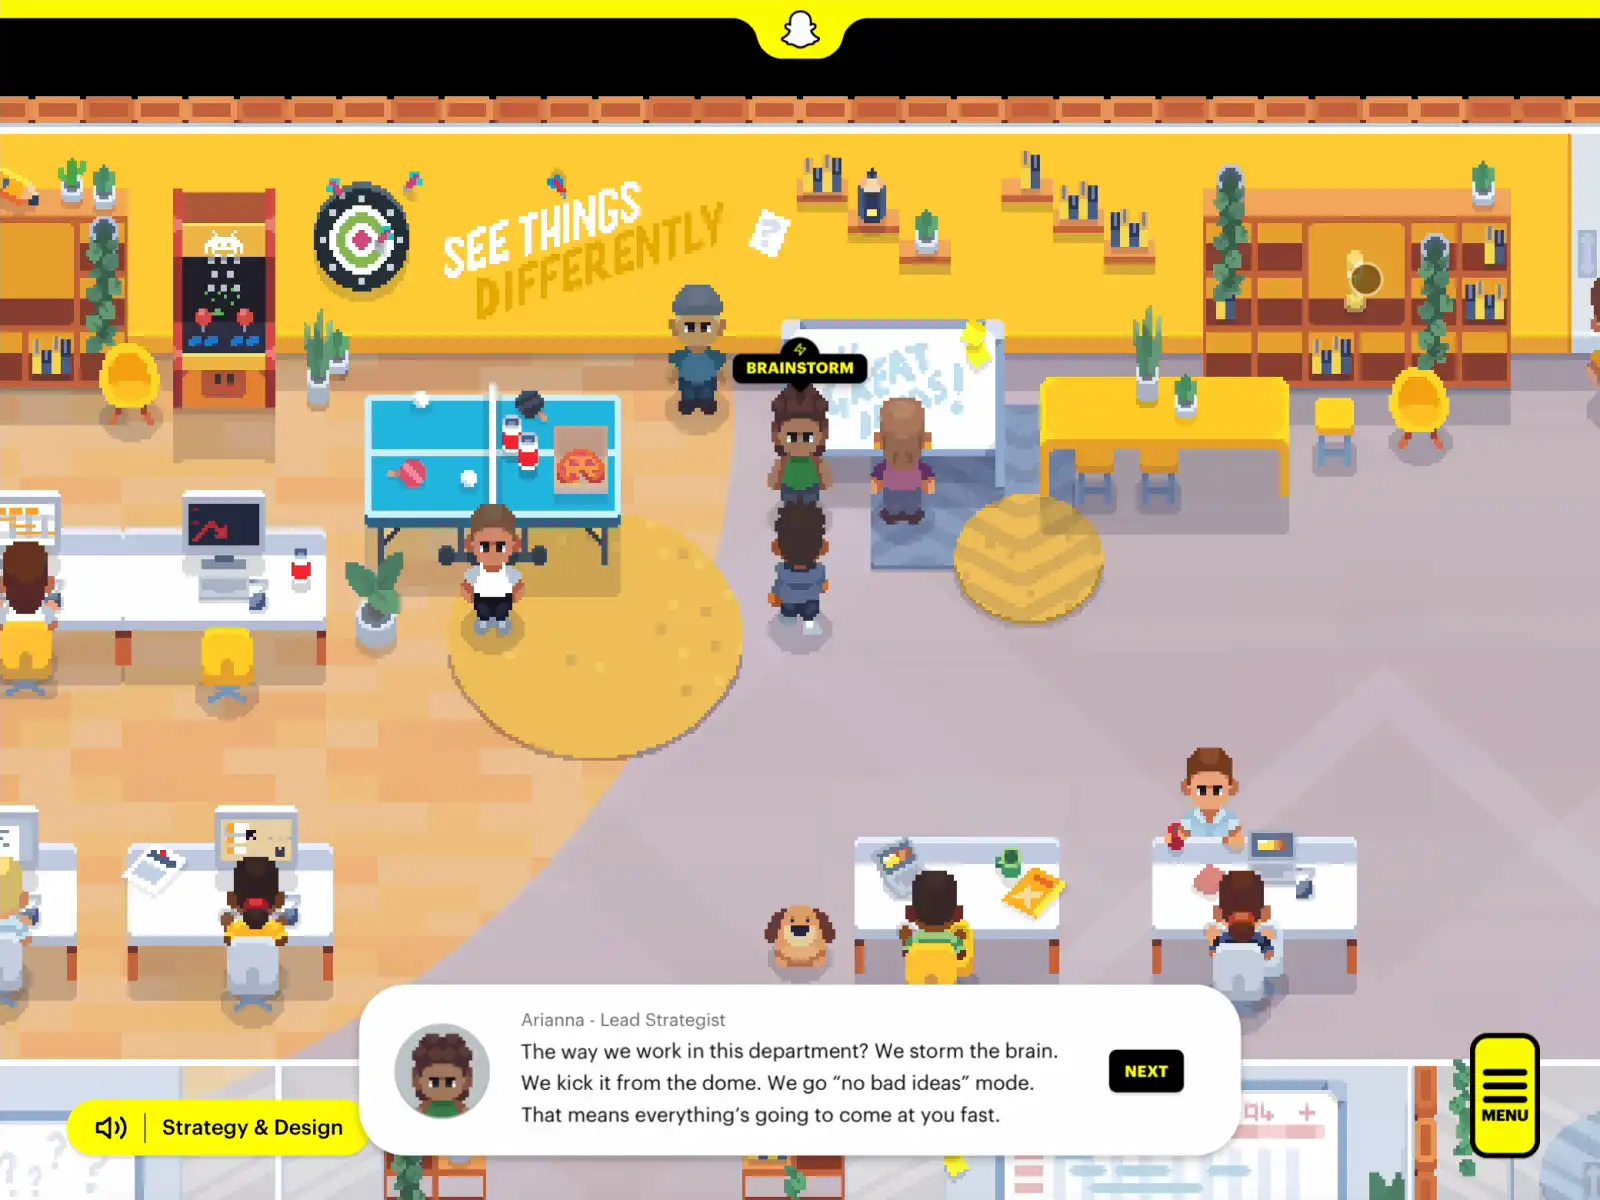 SEE THINGS
DIFFERENTLY
BRAINSTORM
GREAT
IDEAS!
Arianna - Lead Strategist
The way we work in this department? We storm the brain.
We kick it from the dome. We go “no bad ideas” mode.
That means everything’s going to come at you fast.
NEXT
Strategy & Design
MENU